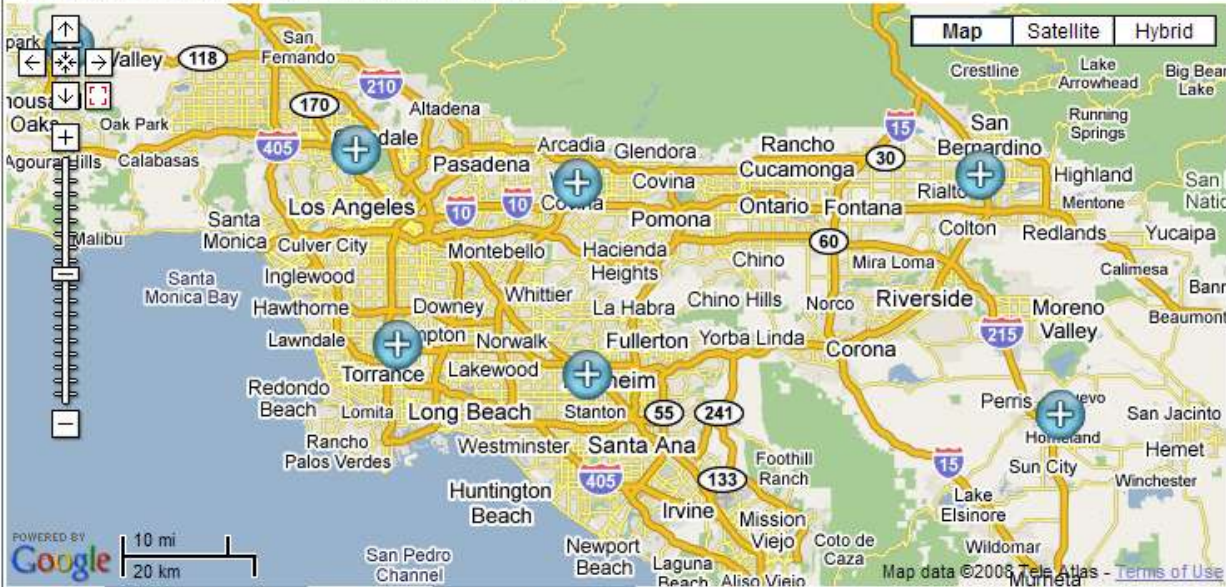 Map Satellite Hybrid
park
Valley
118
San
Fernando
210
Crestline
Lake
Arrowhead
Big Bear
Lake
Oaks
Oak Park
170
Altadena
15
San
Bernardino
Running
Springs
Agoura Hills
Calabasas
405
Pasadena
Arcadia
Glendora
Rancho
Cucamonga
30
Highland
Covina
Rialto
Mentone
San
Los Angeles
10
10
Pomona
Ontario
Fontana
Colton
Redlands
Yucaipa
Malibu
Santa
Monica
Culver City
Montebello
Hacienda
Heights
60
Chino
Mira Loma
Calimesa
Santa
Monica Bay
Inglewood
Whittier
La Habra
Chino Hills
Norco
Riverside
Moreno
Valley
Beaumont
Hawthorne
Downey
215
Lawndale
Norwalk
Fullerton
Yorba Linda
Corona
Torrance
Lakewood
Redondo
Beach
Lomita
Long Beach
Stanton
55
241
Perris
Homeland
San Jacinto
Hemet
Rancho
Palos Verdes
Westminster
Santa Ana
Foothill
Ranch
15
Sun City
Winchester
405
133
Huntington
Beach
Irvine
Mission
Viejo
Lake
Elsinore
POWERED BY
Google
10 mi
20 km
San Pedro
Channel
Newport
Beach
Laguna
Beach
Aliso Viejo
Coto de
Caza
Wildomar
Murrieta
Map data ©2008 Tele Atlas - Terms of Use